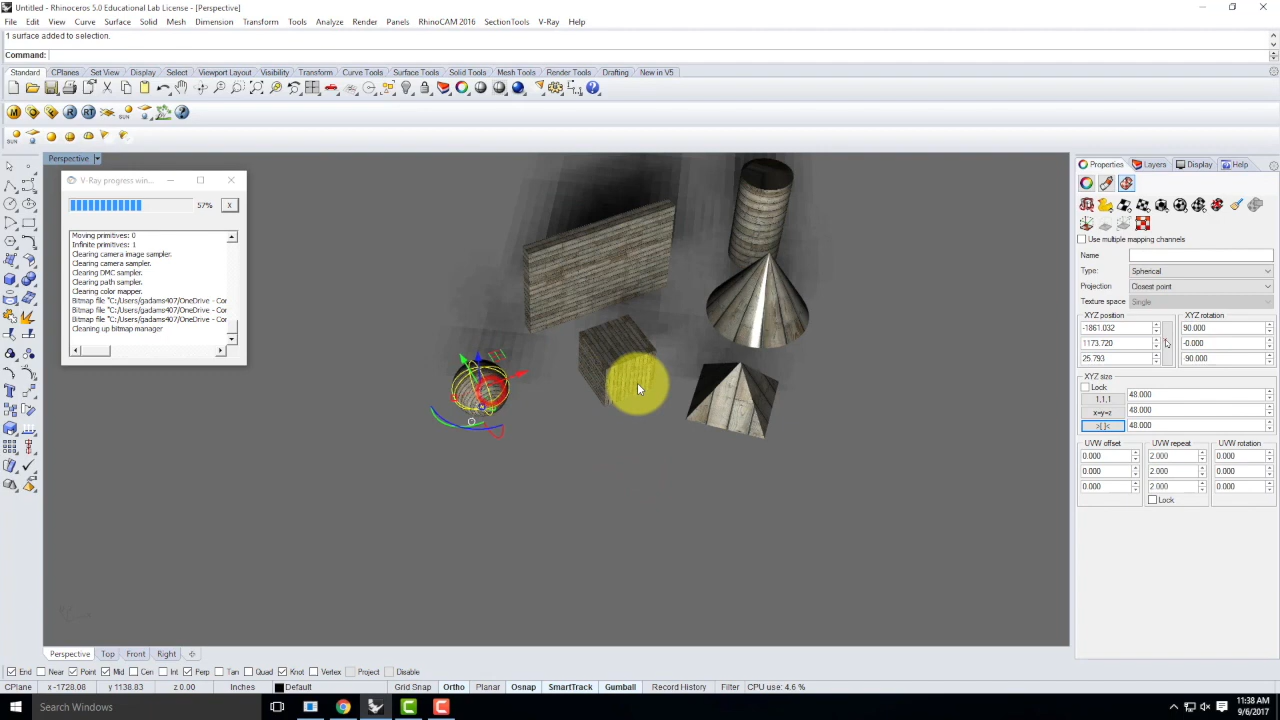 Untitled - Rhinoceros 5.0 Educational Lab License - [Perspective]
File Edit View Curve Surface Solid Mesh Dimension Transform Tools Analyze Render Panels RhinoCAM 2016 SectionTools V-Ray Help
1 surface added to selection.
Command:
Standard CPlanes Set View Display Select Viewport Layout Visibility Transform Curve Tools Surface Tools Solid Tools Mesh Tools Render Tools Drafting New in V5
Perspective
V-Ray progress win...
57%
X
Moving primitives: 0
Infinite primitives: 1
Clearing camera image sampler.
Clearing camera sampler.
Clearing DMC sampler.
Clearing path sampler.
Clearing color mapper.
Bitmap file "C:/Users/gadams407/OneDrive - Cor
Bitmap file "C:/Users/gadams407/OneDrive - Cor
Bitmap file "C:/Users/gadams407/OneDrive - Cor
Cleaning up bitmap manager
Properties Layers Display Help
Use multiple mapping channels
Name
Type: Spherical
Projection Closest point
Texture space Single
XYZ position XYZ rotation
-1861.032 90.000
1173.720 -0.000
25.793 -90.000
XYZ size
Lock
1,1,1 48.000
x=y=z 48.000
>[ ]< 48.000
UVW offset UVW repeat UVW rotation
0.000 2.000 0.000
0.000 2.000 0.000
0.000 2.000 0.000
Lock
Perspective Top Front Right
End Near Point Mid Cen Int Perp Tan Quad Knot Vertex Project Disable
CPlane x -1728.08 y 1138.83 z 0.00 Inches Default Grid Snap Ortho Planar Osnap SmartTrack Gumball Record History Filter CPU use: 4.6 %
Search Windows
11:38 AM
9/6/2017